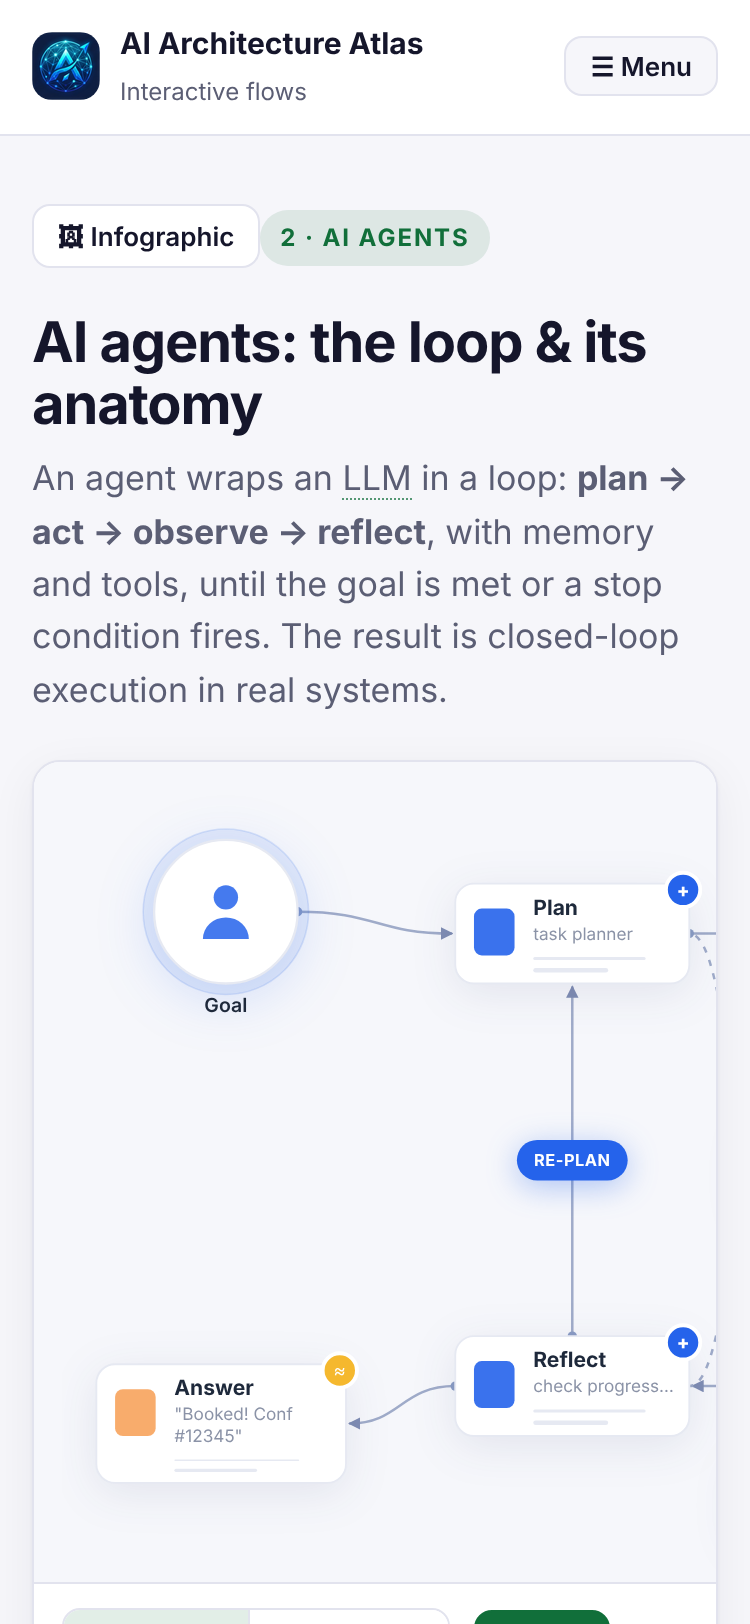 AI Architecture Atlas
Interactive flows
☰ Menu
🖼 Infographic
2 · AI AGENTS
AI agents: the loop & its
anatomy
An agent wraps an LLM in a loop: plan →
act → observe → reflect, with memory
and tools, until the goal is met or a stop
condition fires. The result is closed-loop
execution in real systems.
Goal
Plan
task planner
+
RE-PLAN
Reflect
check progress...
+
Answer
"Booked! Conf
#12345"
≈